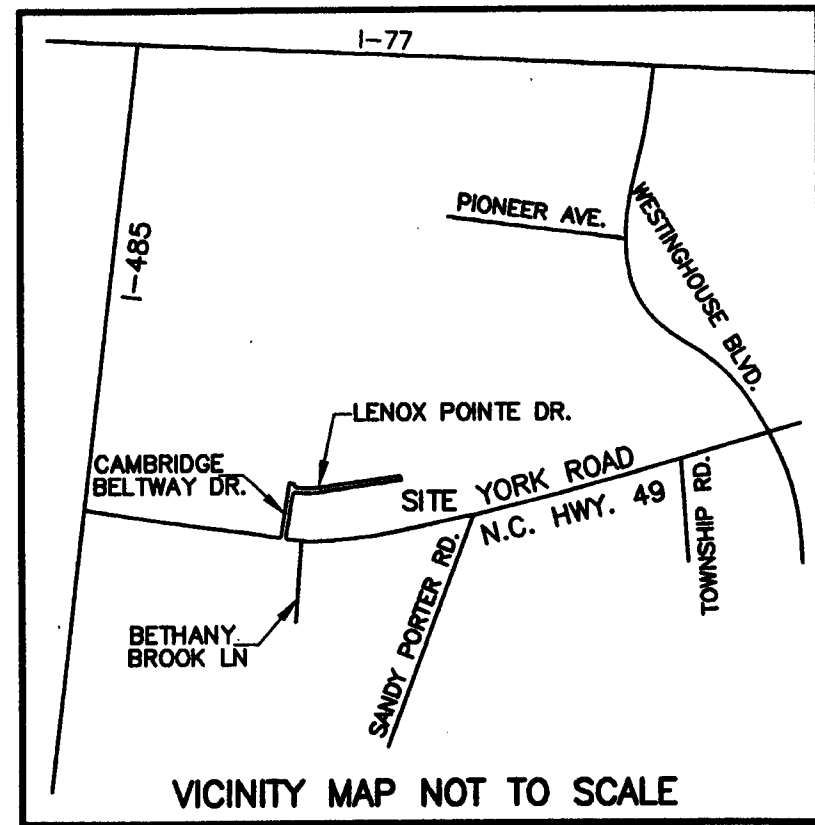 I-77
PIONEER AVE.
WESTINGHOUSE BLVD.
I-485
LENOX POINTE DR.
CAMBRIDGE
BELTWAY DR.
SITE YORK ROAD
N.C. HWY. 49
TOWNSHIP RD.
SANDY PORTER RD.
BETHANY
BROOK LN
VICINITY MAP NOT TO SCALE